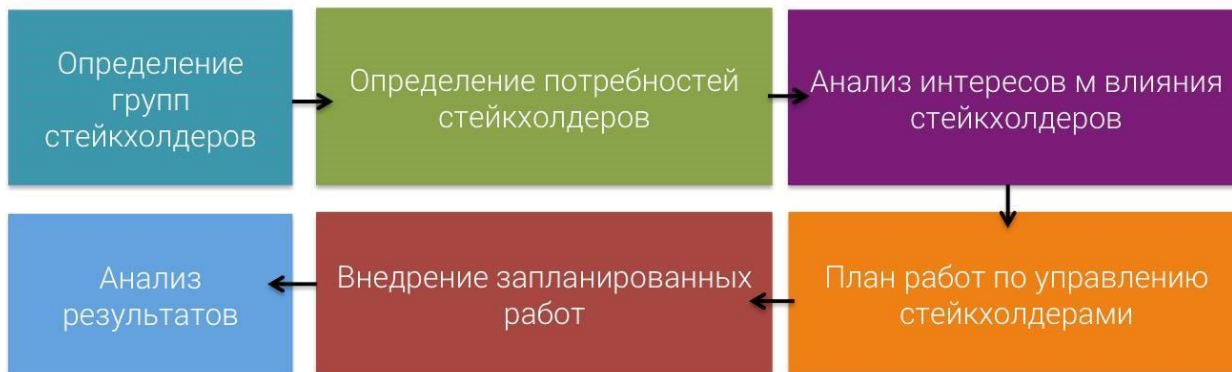 Определение
групп
стейкхолдеров
Определение потребностей
стейкхолдеров
Анализ интересов м влияния
стейкхолдеров
План работ по управлению
стейкхолдерами
Внедрение запланированных
работ
Анализ
результатов